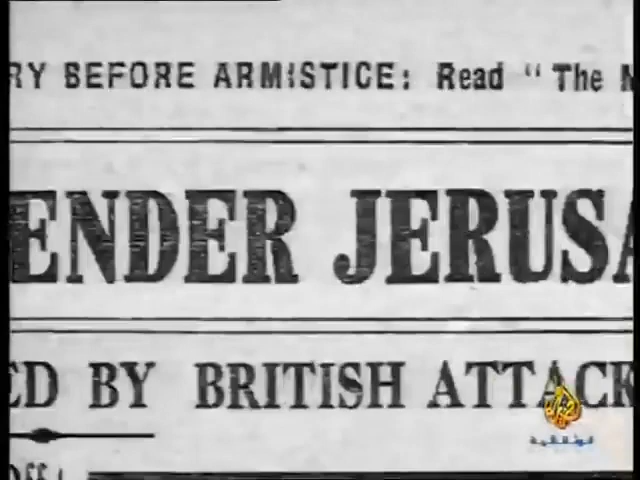 RY BEFORE ARMISTICE: Read "The M
ENDER JERUSA
ED BY BRITISH ATTACK
الوثائقية